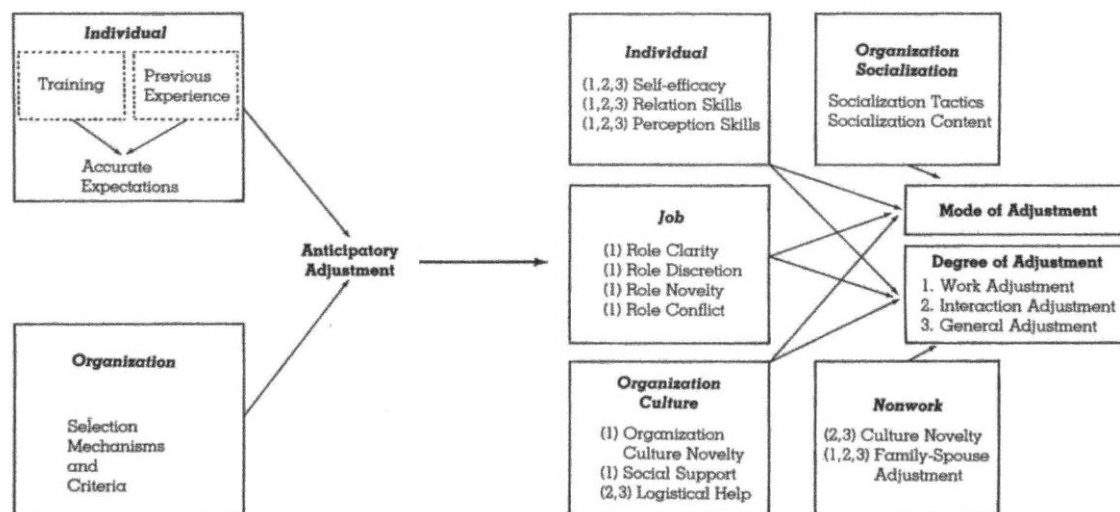 Individual
Training
Previous
Experience
Accurate
Expectations
Anticipatory
Adjustment
Organization
Selection
Mechanisms
and
Criteria
Individual
(1,2,3) Self-efficacy
(1,2,3) Relation Skills
(1,2,3) Perception Skills
Job
(1) Role Clarity
(1) Role Discretion
(1) Role Novelty
(1) Role Conflict
Organization
Culture
(1) Organization
Culture Novelty
(1) Social Support
(2,3) Logistical Help
Organization
Socialization
Socialization Tactics
Socialization Content
Mode of Adjustment
Degree of Adjustment
1. Work Adjustment
2. Interaction Adjustment
3. General Adjustment
Nonwork
(2,3) Culture Novelty
(1,2,3) Family-Spouse
Adjustment